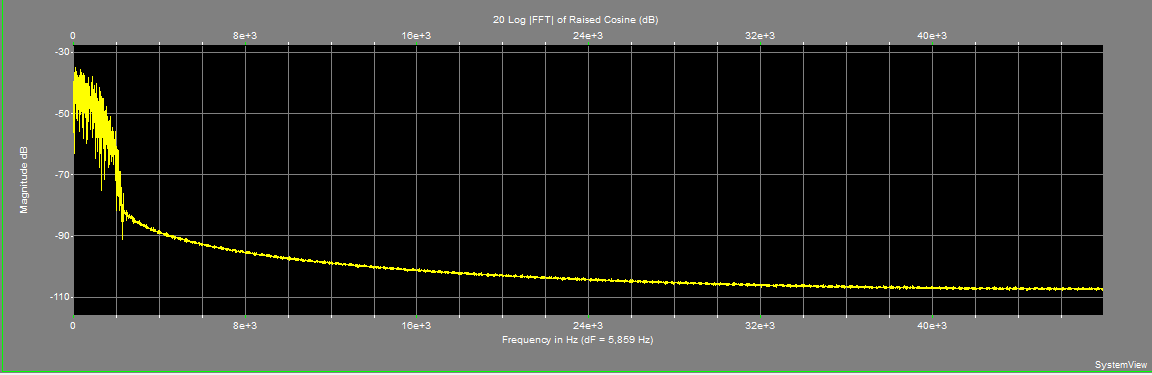 20 Log |FFT| of Raised Cosine (dB)
0 8e+3 16e+3 24e+3 32e+3 40e+3
-30
-50
-70
-90
-110
Magnitude dB
0 8e+3 16e+3 24e+3 32e+3 40e+3
Frequency in Hz (dF = 5,859 Hz)
SystemView